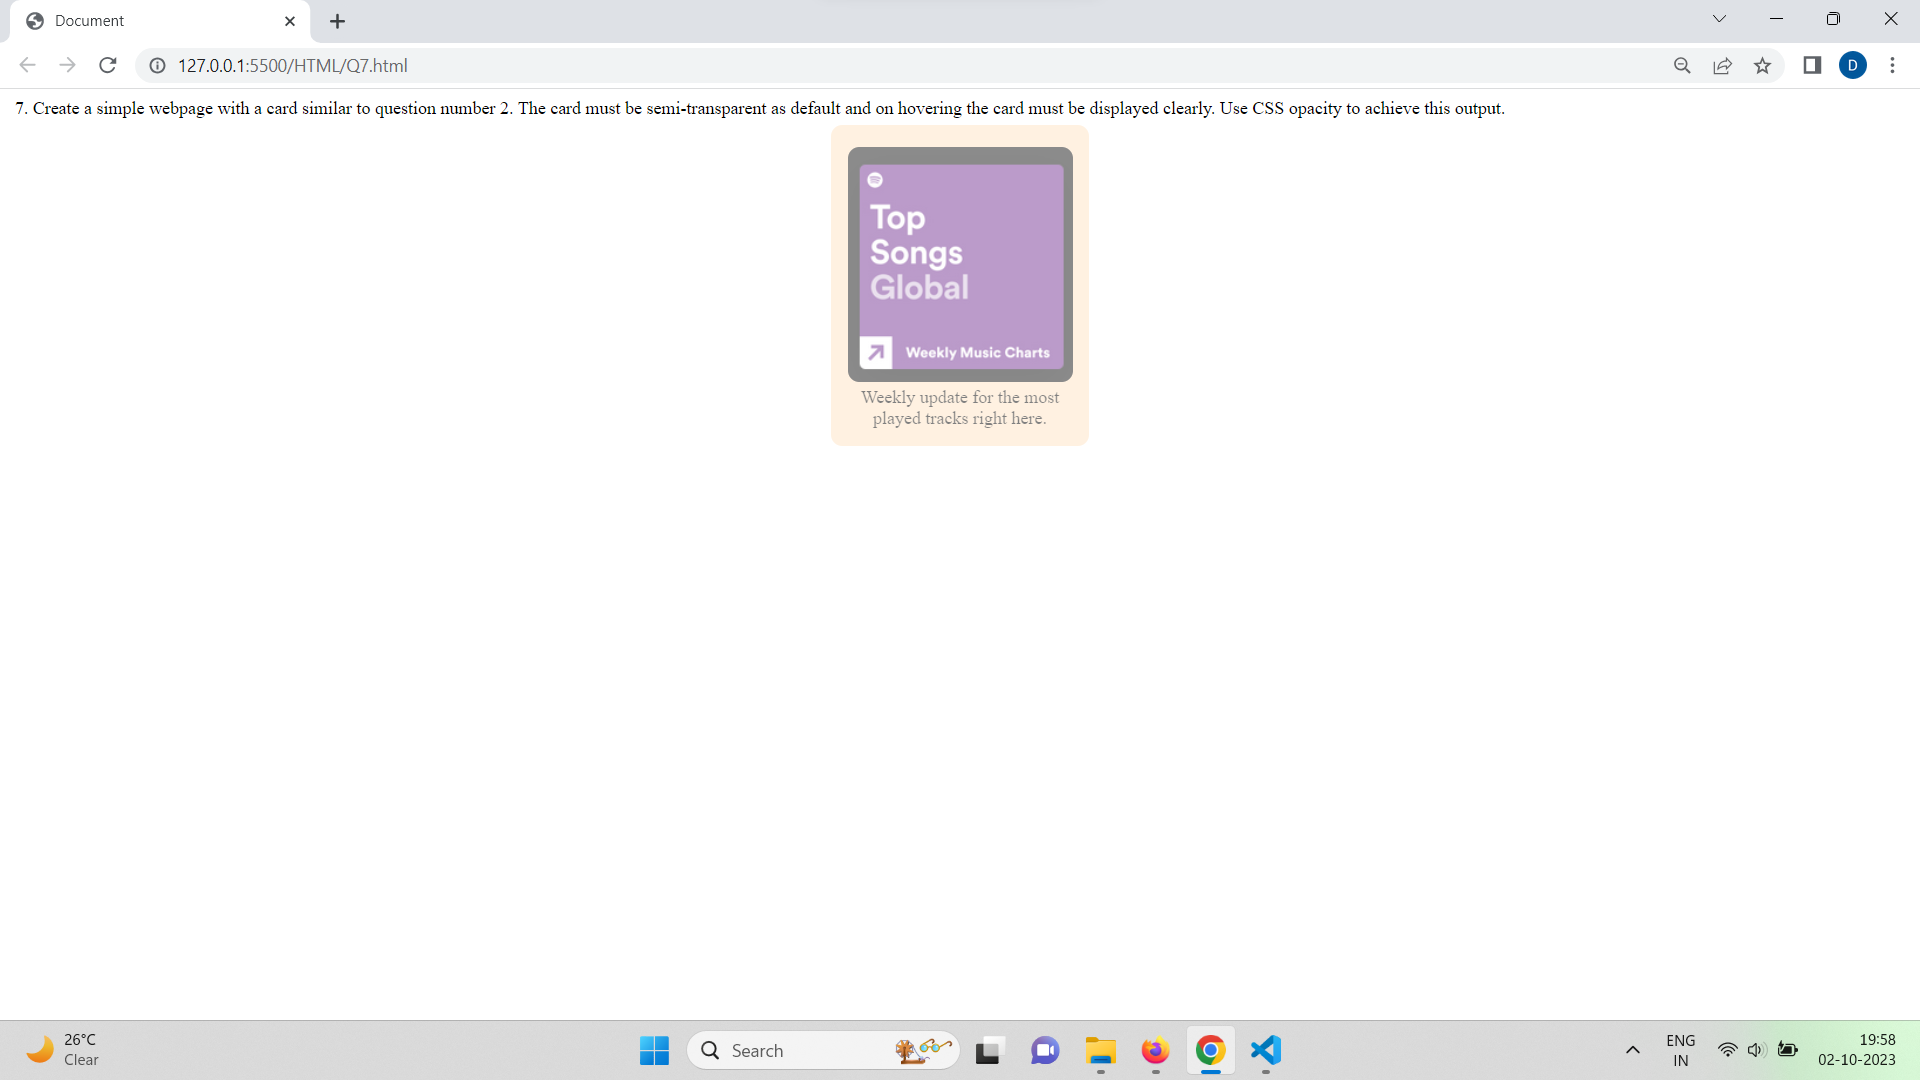 Document
127.0.0.1:5500/HTML/Q7.html
D
7. Create a simple webpage with a card similar to question number 2. The card must be semi-transparent as default and on hovering the card must be displayed clearly. Use CSS opacity to achieve this output.
Top
Songs
Global
Weekly Music Charts
Weekly update for the most
played tracks right here.
26°C
Clear
Search
ENG
IN
19:58
02-10-2023